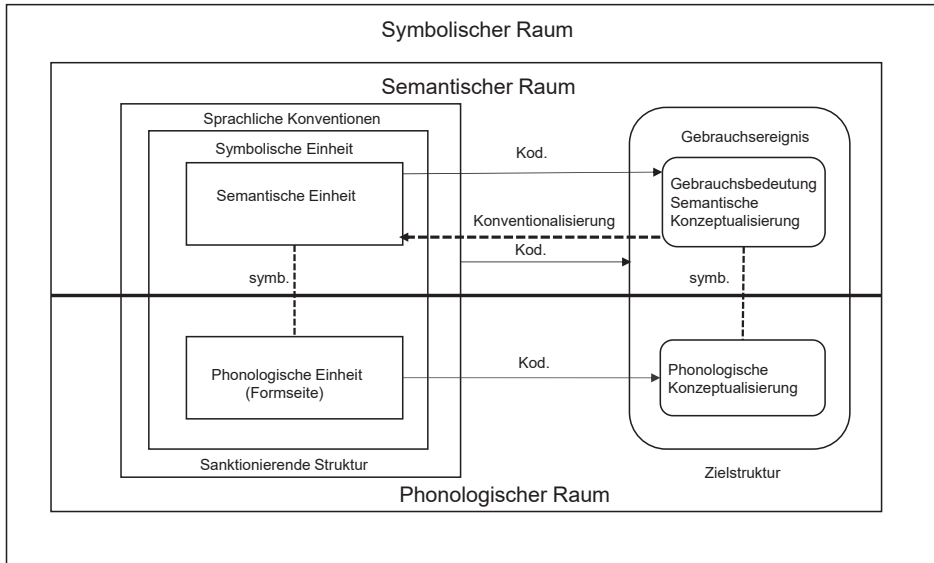 Symbolischer Raum
Semantischer Raum
Sprachliche Konventionen
Symbolische Einheit
Semantische Einheit
symb.
Phonologische Einheit
(Formseite)
Sanktionierende Struktur
Kod.
Konventionalisierung
Kod.
Kod.
Gebrauchsereignis
Gebrauchsbedeutung
Semantische
Konzeptualisierung
symb.
Phonologische
Konzeptualisierung
Zielstruktur
Phonologischer Raum